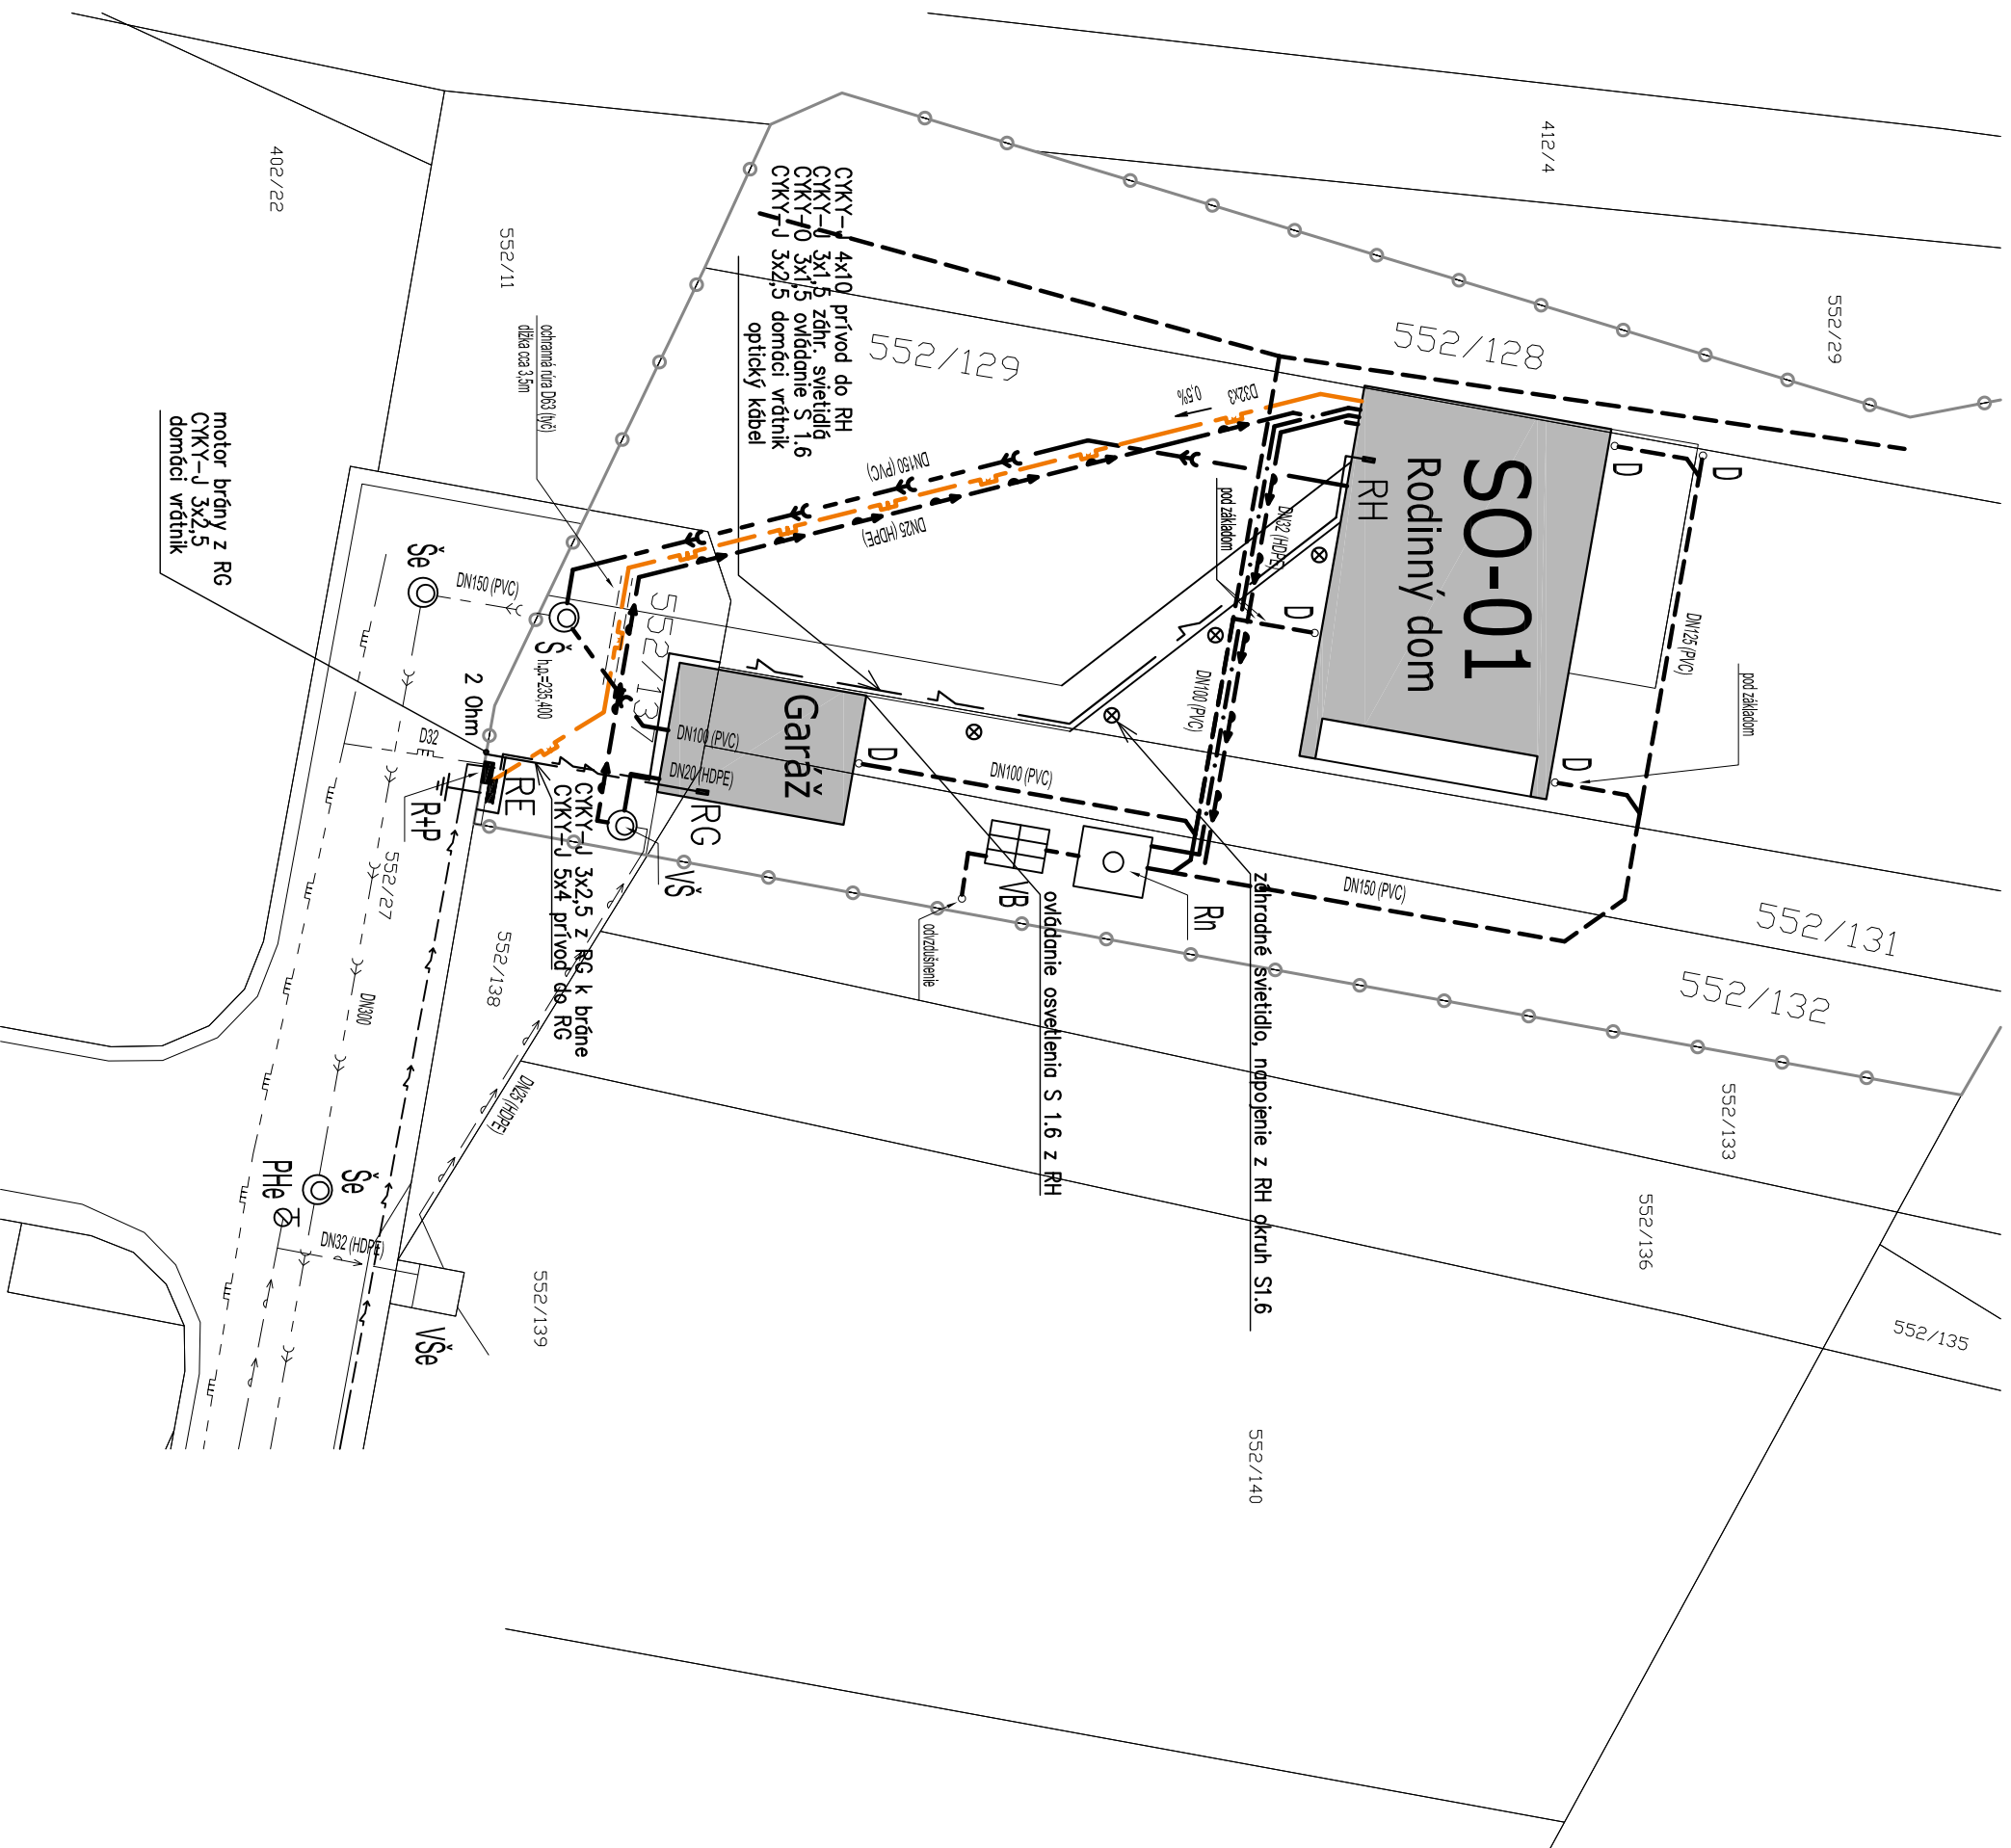 402/22
412/4
552/11
552/29
552/128
552/129
CYKY-J 4x10 prívod do RH
CYKY-J 3x1,5 záhr. svietidlá
CYKY-O 3x1,5 ovládanie S 1.6
CYKY-J 3x2,5 domáci vrátnik
optický kábel
ochranná rúra D63 (tyč)
dĺžka cca 3,5m
motor brány z RG
CYKY-J 3x2,5
domáci vrátnik
SO-01
Rodinný dom
RH
D32x3
0,5%
DN150 (PVC)
DN25 (HDPE)
DN32 (HDPE)
pod základom
D
D
D
D
D
DN125 (PVC)
pod základom
DN100 (PVC)
DN100 (PVC)
DN150 (PVC)
Garáž
DN100 (PVC)
DN20 (HDPE)
RG
552/137
Še
DN150 (PVC)
Š
h.p.=235,400
2 Ohm
D32
RE
R+P
VŠ
CYKY-J 3x2,5 z RG k bráne
CYKY-J 5x4 prívod do RG
VB
Rn
odvzdušnenie
ovládanie osvetlenia S 1.6 z RH
záhradné svietidlo, napojenie z RH okruh S1.6
552/131
552/132
552/133
552/136
552/135
552/27
552/138
DN300
DN25 (HDPE)
PHe
Še
DN32 (HDPE)
VŠe
552/139
552/140